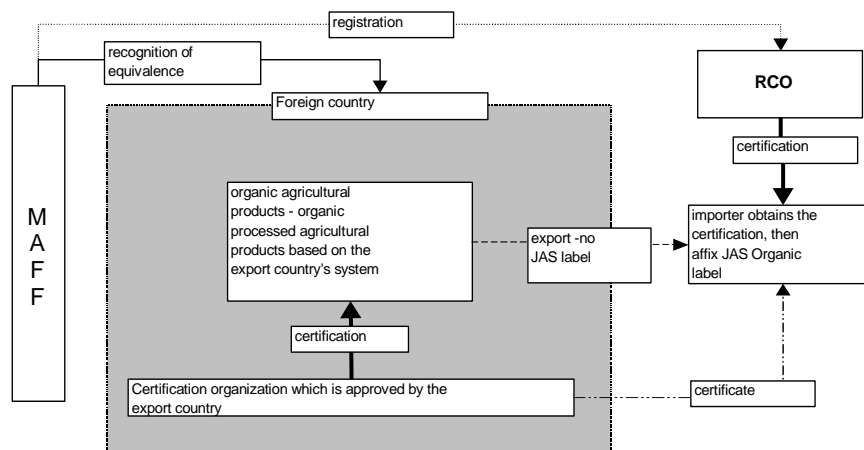 registration
recognition of
equivalence
RCO
Foreign country
certification
M
A
F
F
organic agricultural
products - organic
processed agricultural
products based on the
export country's system
export -no
JAS label
importer obtains the
certification, then
affix JAS Organic
label
certification
Certification organization which is approved by the
export country
certificate